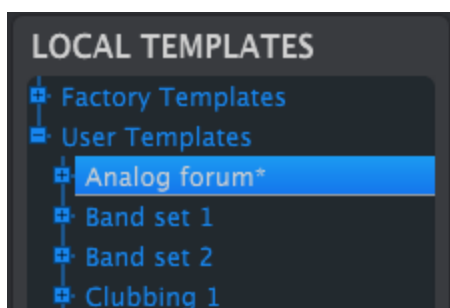 LOCAL TEMPLATES
Factory Templates
User Templates
Analog forum*
Band set 1
Band set 2
Clubbing 1